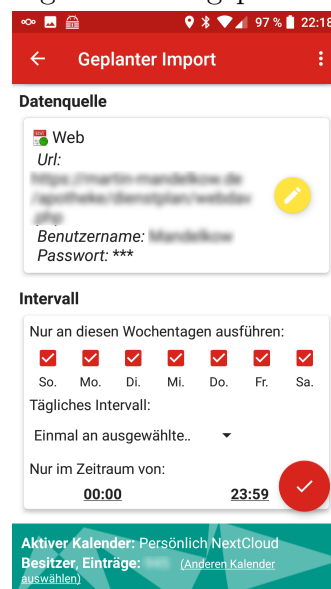 97 % 22:18
Geplanter Import
Datenquelle
Web
Url:
Benutzername:
Passwort: ***
Intervall
Nur an diesen Wochentagen ausführen:
So. Mo. Di. Mi. Do. Fr. Sa.
Tägliches Intervall:
Einmal an ausgewählte..
Nur im Zeitraum von:
00:00 23:59
Aktiver Kalender: Persönlich NextCloud
Besitzer, Einträge: (Anderen Kalender
auswählen)